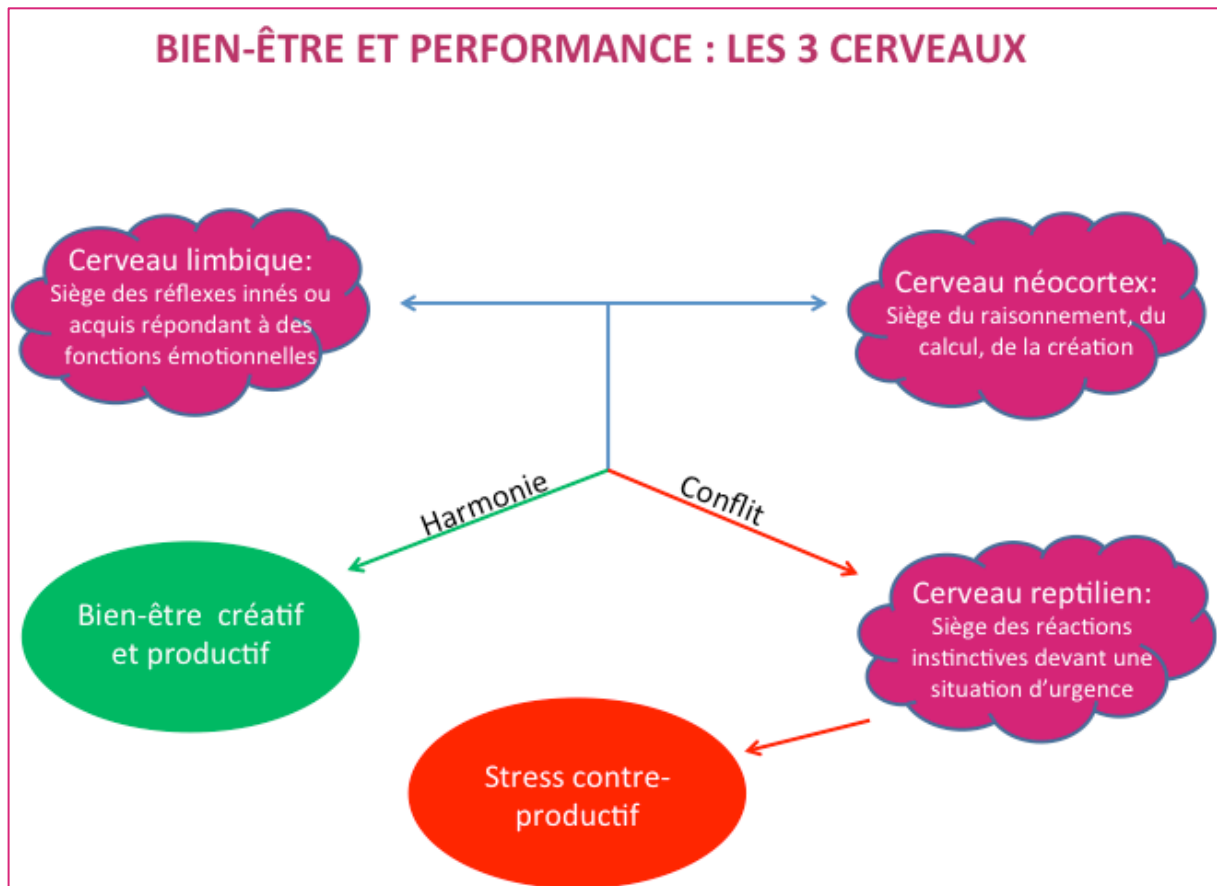 BIEN-ÊTRE ET PERFORMANCE : LES 3 CERVEAUX
Cerveau limbique:
Siège des réflexes innés ou
acquis répondant à des
fonctions émotionnelles
Cerveau néocortex:
Siège du raisonnement, du
calcul, de la création
Harmonie
Conflit
Bien-être créatif
et productif
Cerveau reptilien:
Siège des réactions
instinctives devant une
situation d'urgence
Stress contre-
productif